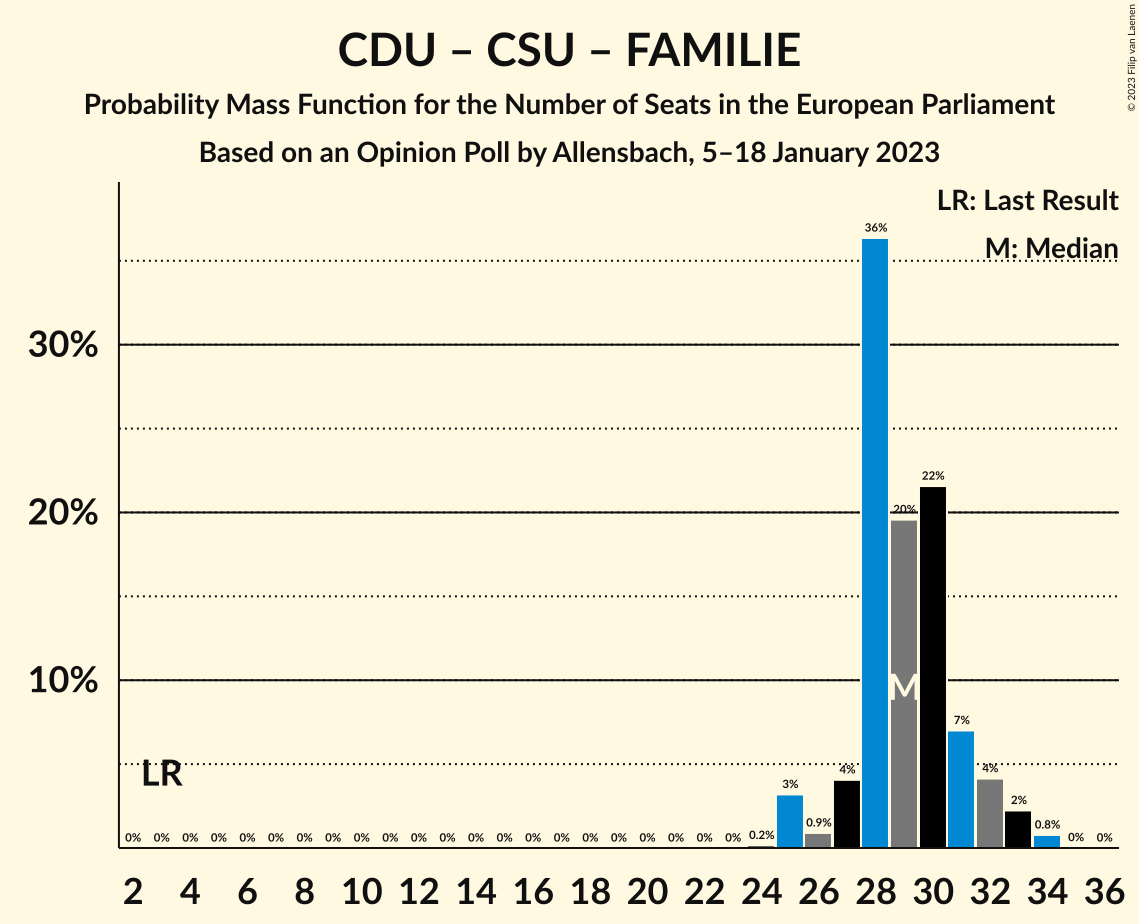 CDU – CSU – FAMILIE
Probability Mass Function for the Number of Seats in the European Parliament
Based on an Opinion Poll by Allensbach, 5–18 January 2023
© 2023 Filip van Laenen
LR: Last Result
M: Median
36%
30%
22%
20%
20%
M
10%
7%
LR
4%
4%
3%
2%
0.9%
0.8%
0% 0% 0% 0% 0% 0% 0% 0% 0% 0% 0% 0% 0% 0% 0% 0% 0% 0% 0% 0% 0% 0% 0.2% 0% 0%
2 4 6 8 10 12 14 16 18 20 22 24 26 28 30 32 34 36